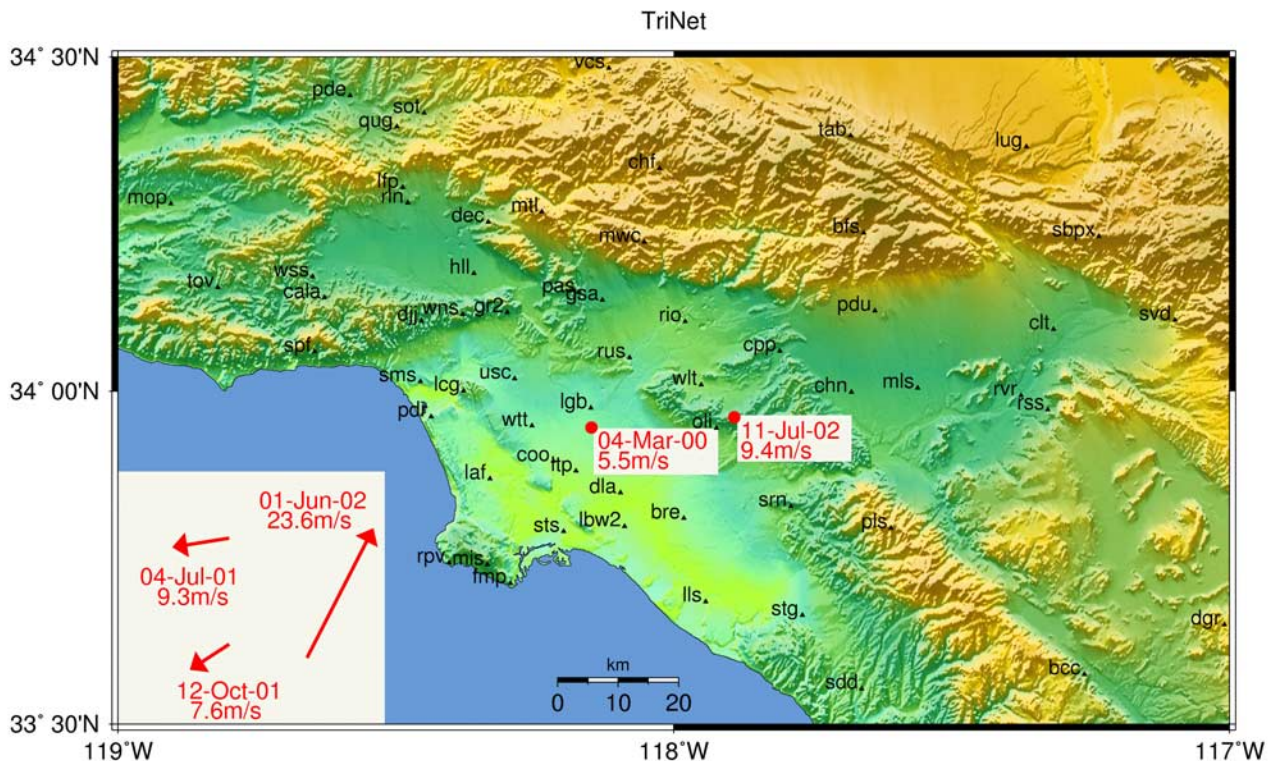 TriNet
34° 30'N
vcs
pde
sot
qug
tab
lug
chf
lfp
rln
mop
dec
mtl
mwc
bfs
sbpx
hll
wss
tov
cala
pas
gsa
gr2
wns
djj
rio
pdu
clt
svd
spf
rus
cpp
34° 00'N
sms
lcg
usc
wlt
chn
mls
rvr
rss
lgb
pdr
wtt
oli
04-Mar-00
5.5m/s
11-Jul-02
9.4m/s
coo
ttp
laf
dla
srn
01-Jun-02
23.6m/s
sts
lbw2
bre
pls
04-Jul-01
9.3m/s
rpv
mis
fmp
lls
stg
dgr
km
bcc
12-Oct-01
7.6m/s
0 10 20
sdd
33° 30'N
119°W 118°W 117°W